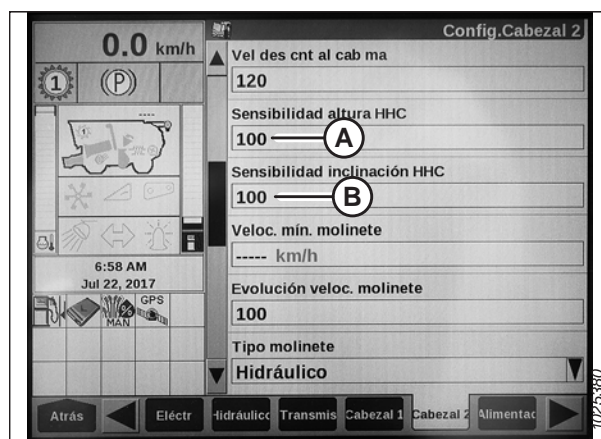 Config.Cabezal 2
0.0 km/h
1
(P)
Vel des cnt al cab ma
120
Sensibilidad altura HHC
100
A
Sensibilidad inclinación HHC
100
B
Veloc. mín. molinete
----- km/h
Evolución veloc. molinete
100
Tipo molinete
Hidráulico
6:58 AM
Jul 22, 2017
GPS
%
MAN
Atrás
Eléctr
Hidráulicc
Transmis
Cabezal 1
Cabezal 2
Alimentac
1025380